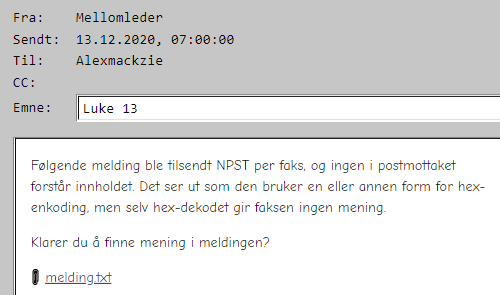 Fra: Mellomleder
Sendt: 13.12.2020, 07:00:00
Til: Alexmackzie
CC:
Emne: Luke 13
Følgende melding ble tilsendt NPST per faks, og ingen i postmottaket
forstår innholdet. Det ser ut som den bruker en eller annen form for hex-
enkoding, men selv hex-dekodet gir faksen ingen mening.
Klarer du å finne mening i meldingen?
melding.txt